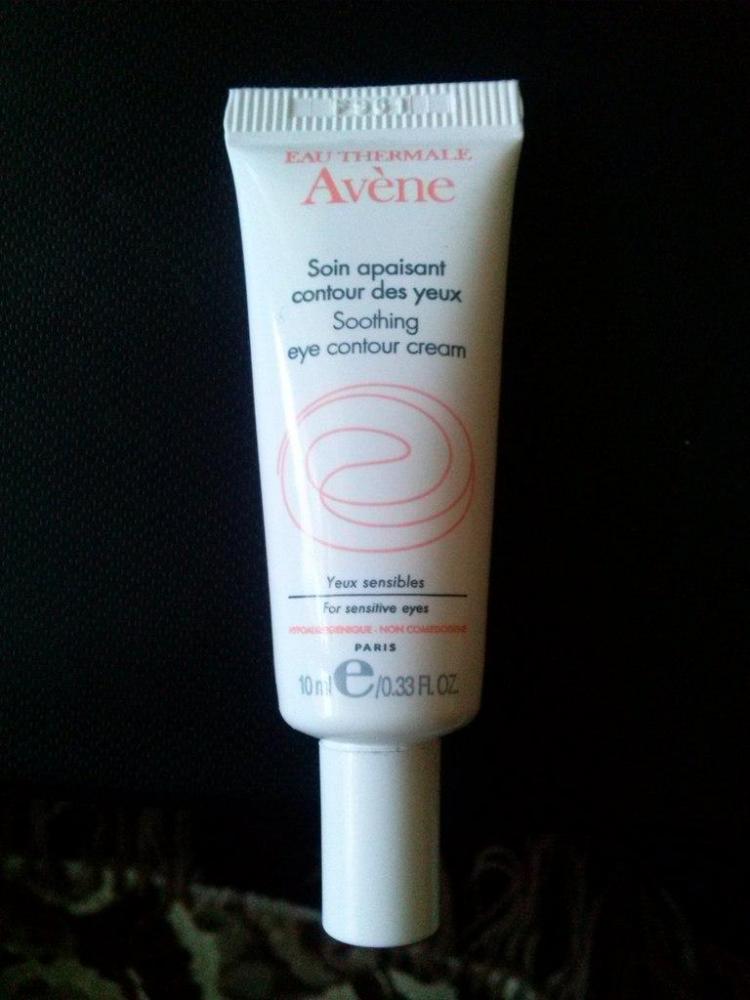 EAU THERMALE
Avène
Soin apaisant
contour des yeux
Soothing
eye contour cream
Yeux sensibles
For sensitive eyes
NON COMEDOGENE
PARIS
10 ml e/0.33 FL. OZ.